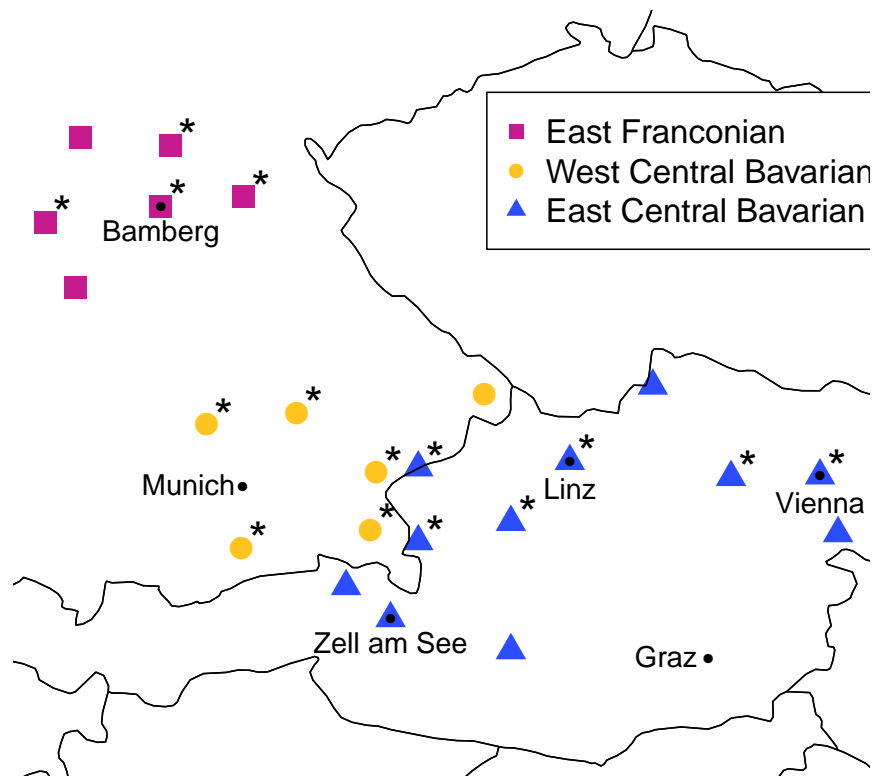 East Franconian
West Central Bavarian
East Central Bavarian
*
*
*
*
Bamberg
*
*
*
*
*
*
*
Munich
Linz
Vienna
*
*
*
*
Zell am See
Graz